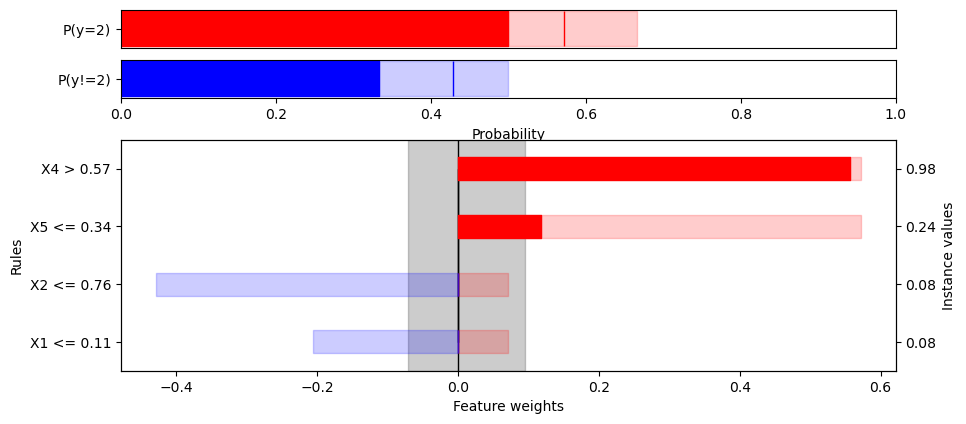 P(y=2)
P(y!=2)
0.0 0.2 0.4 0.6 0.8 1.0
Probability
X4 > 0.57 0.98
X5 <= 0.34 0.24
X2 <= 0.76 0.08
X1 <= 0.11 0.08
Rules
Instance values
−0.4 −0.2 0.0 0.2 0.4 0.6
Feature weights